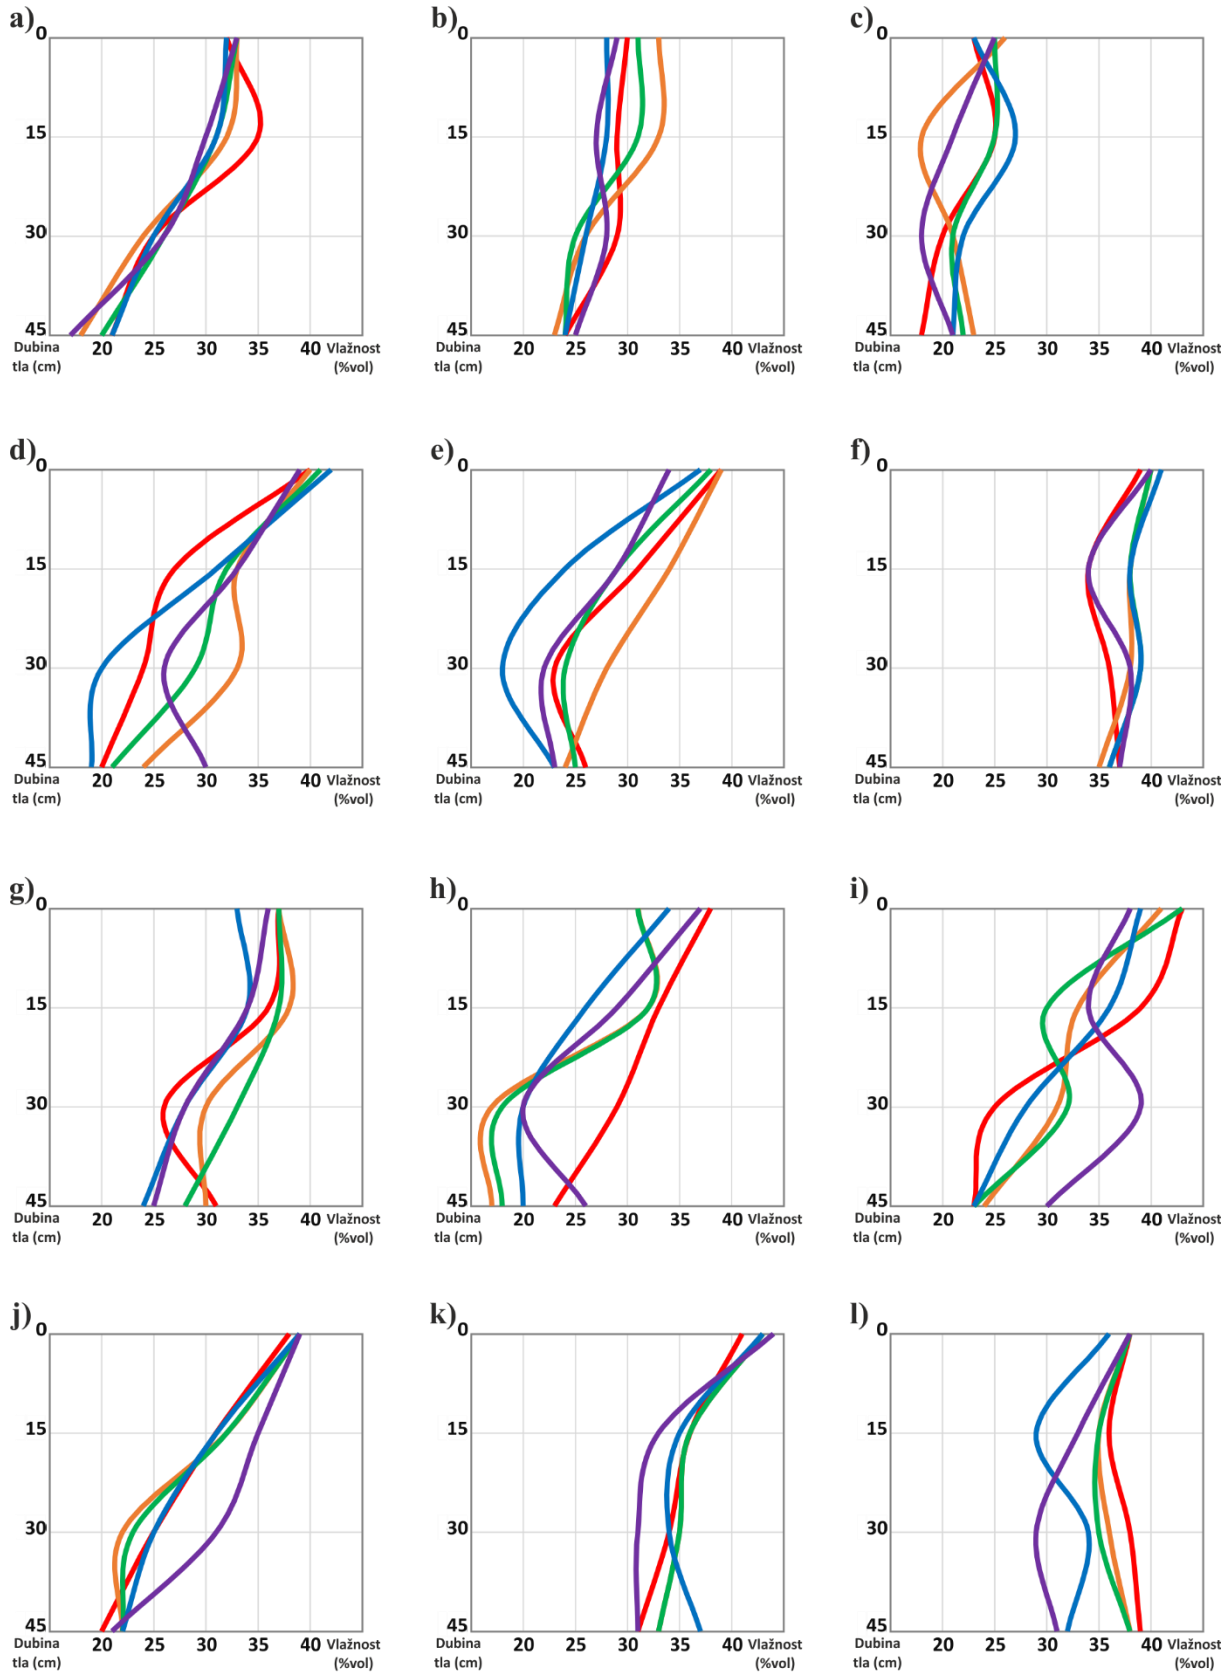 a) b) c)
0 0 0
15 15 15
30 30 30
45 45 45
Dubina 20 25 30 35 40 Vlažnost Dubina 20 25 30 35 40 Vlažnost Dubina 20 25 30 35 40 Vlažnost
tla (cm) (%vol) tla (cm) (%vol) tla (cm) (%vol)
d) e) f)
0 0 0
15 15 15
30 30 30
45 45 45
Dubina 20 25 30 35 40 Vlažnost Dubina 20 25 30 35 40 Vlažnost Dubina 20 25 30 35 40 Vlažnost
tla (cm) (%vol) tla (cm) (%vol) tla (cm) (%vol)
g) h) i)
0 0 0
15 15 15
30 30 30
45 45 45
Dubina 20 25 30 35 40 Vlažnost Dubina 20 25 30 35 40 Vlažnost Dubina 20 25 30 35 40 Vlažnost
tla (cm) (%vol) tla (cm) (%vol) tla (cm) (%vol)
j) k) l)
0 0 0
15 15 15
30 30 30
45 45 45
Dubina 20 25 30 35 40 Vlažnost Dubina 20 25 30 35 40 Vlažnost Dubina 20 25 30 35 40 Vlažnost
tla (cm) (%vol) tla (cm) (%vol) tla (cm) (%vol)